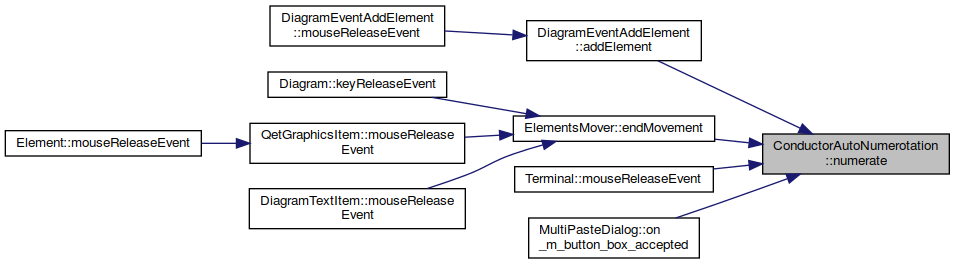 DiagramEventAddElement
::mouseReleaseEvent
DiagramEventAddElement
::addElement
Diagram::keyReleaseEvent
ElementsMover::endMovement
Element::mouseReleaseEvent
QetGraphicsItem::mouseRelease
Event
ConductorAutoNumerotation
::numerate
Terminal::mouseReleaseEvent
DiagramTextItem::mouseRelease
Event
MultiPasteDialog::on
_m_button_box_accepted